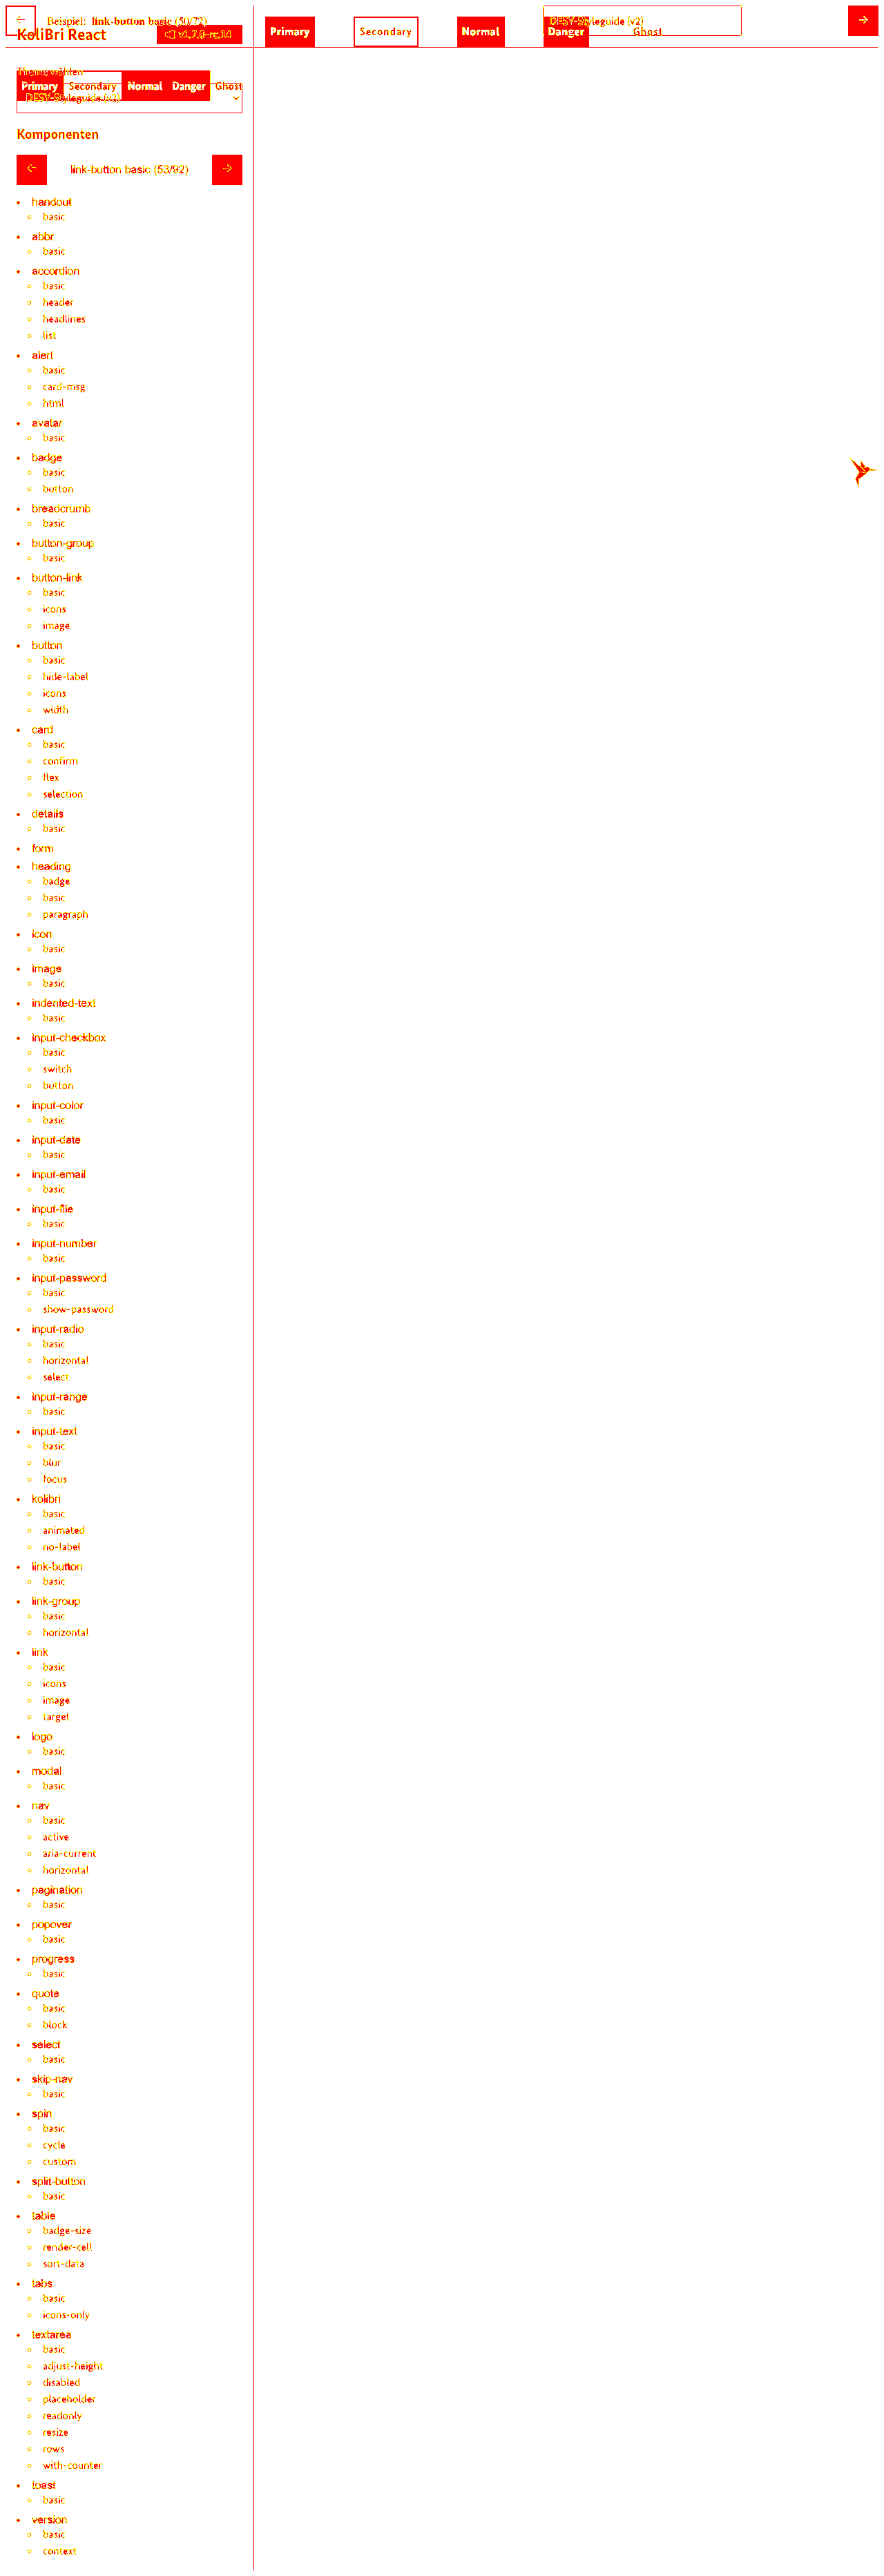 Beispiel: link-button basic (50/72)
KoliBri React
v1.7.0-rc.14
Primary Secondary Normal Danger Ghost
DESY-Styleguide (v2)
Theme wählen
Primary Secondary Normal Danger Ghost
DESY-Styleguide (v2)
Komponenten
link-button basic (53/92)
handout
basic
abbr
basic
accordion
basic
header
headlines
list
alert
basic
card-msg
html
avatar
basic
badge
basic
button
breadcrumb
basic
button-group
basic
button-link
basic
icons
image
button
basic
hide-label
icons
width
card
basic
confirm
flex
selection
details
basic
form
heading
badge
basic
paragraph
icon
basic
image
basic
indented-text
basic
input-checkbox
basic
switch
button
input-color
basic
input-date
basic
input-email
basic
input-file
basic
input-number
basic
input-password
basic
show-password
input-radio
basic
horizontal
select
input-range
basic
input-text
basic
blur
focus
kolibri
basic
animated
no-label
link-button
basic
link-group
basic
horizontal
link
basic
icons
image
target
logo
basic
modal
basic
nav
basic
active
aria-current
horizontal
pagination
basic
popover
basic
progress
basic
quote
basic
block
select
basic
skip-nav
basic
spin
basic
cycle
custom
split-button
basic
table
badge-size
render-cell
sort-data
tabs
basic
icons-only
textarea
basic
adjust-height
disabled
placeholder
readonly
resize
rows
with-counter
toast
basic
version
basic
context